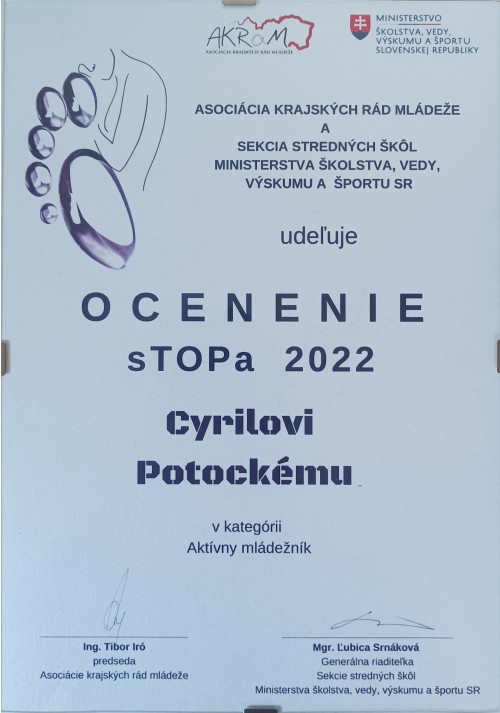 AKRaM
ASOCIÁCIA KRAJSKÝCH RÁD MLÁDEŽE
MINISTERSTVO
ŠKOLSTVA, VEDY,
VÝSKUMU A ŠPORTU
SLOVENSKEJ REPUBLIKY
ASOCIÁCIA KRAJSKÝCH RÁD MLÁDEŽE
A
SEKCIA STREDNÝCH ŠKÔL
MINISTERSTVA ŠKOLSTVA, VEDY,
VÝSKUMU A ŠPORTU SR
udeľuje
OCENENIE
sTOPa 2022
Cyrilovi
Potockému
v kategórii
Aktívny mládežník
Ing. Tibor Iró
predseda
Asociácie krajských rád mládeže
Mgr. Ľubica Srnáková
Generálna riaditeľka
Sekcie stredných škôl
Ministerstva školstva, vedy, výskumu a športu SR